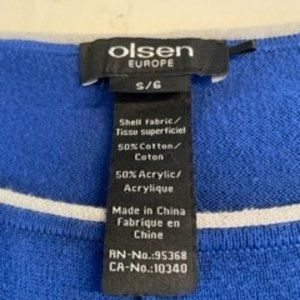 olsen
EUROPE
S/6
Shell fabric/
Tissu superficiel
50% Cotton/
Coton
50% Acrylic/
Acrylique
Made in China
Fabrique en
Chine
RN-No.:95368
CA-No.:10340